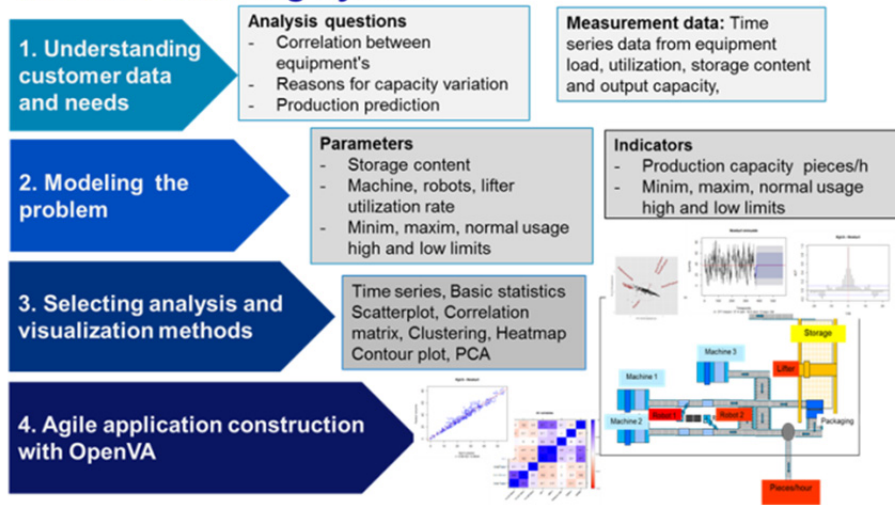 1. Understanding
customer data
and needs
Analysis questions
- Correlation between
equipment's
- Reasons for capacity variation
- Production prediction
Measurement data: Time
series data from equipment
load, utilization, storage content
and output capacity,
2. Modeling the
problem
Parameters
- Storage content
- Machine, robots, lifter
utilization rate
- Minim, maxim, normal usage
high and low limits
Indicators
- Production capacity pieces/h
- Minim, maxim, normal usage
high and low limits
3. Selecting analysis and
visualization methods
Time series, Basic statistics
Scatterplot, Correlation
matrix, Clustering, Heatmap
Contour plot, PCA
4. Agile application construction
with OpenVA
Storage
Machine 3
Lifter
Machine 1
Robot 1
Robot 2
Machine 2
Packaging
Pieces/hour